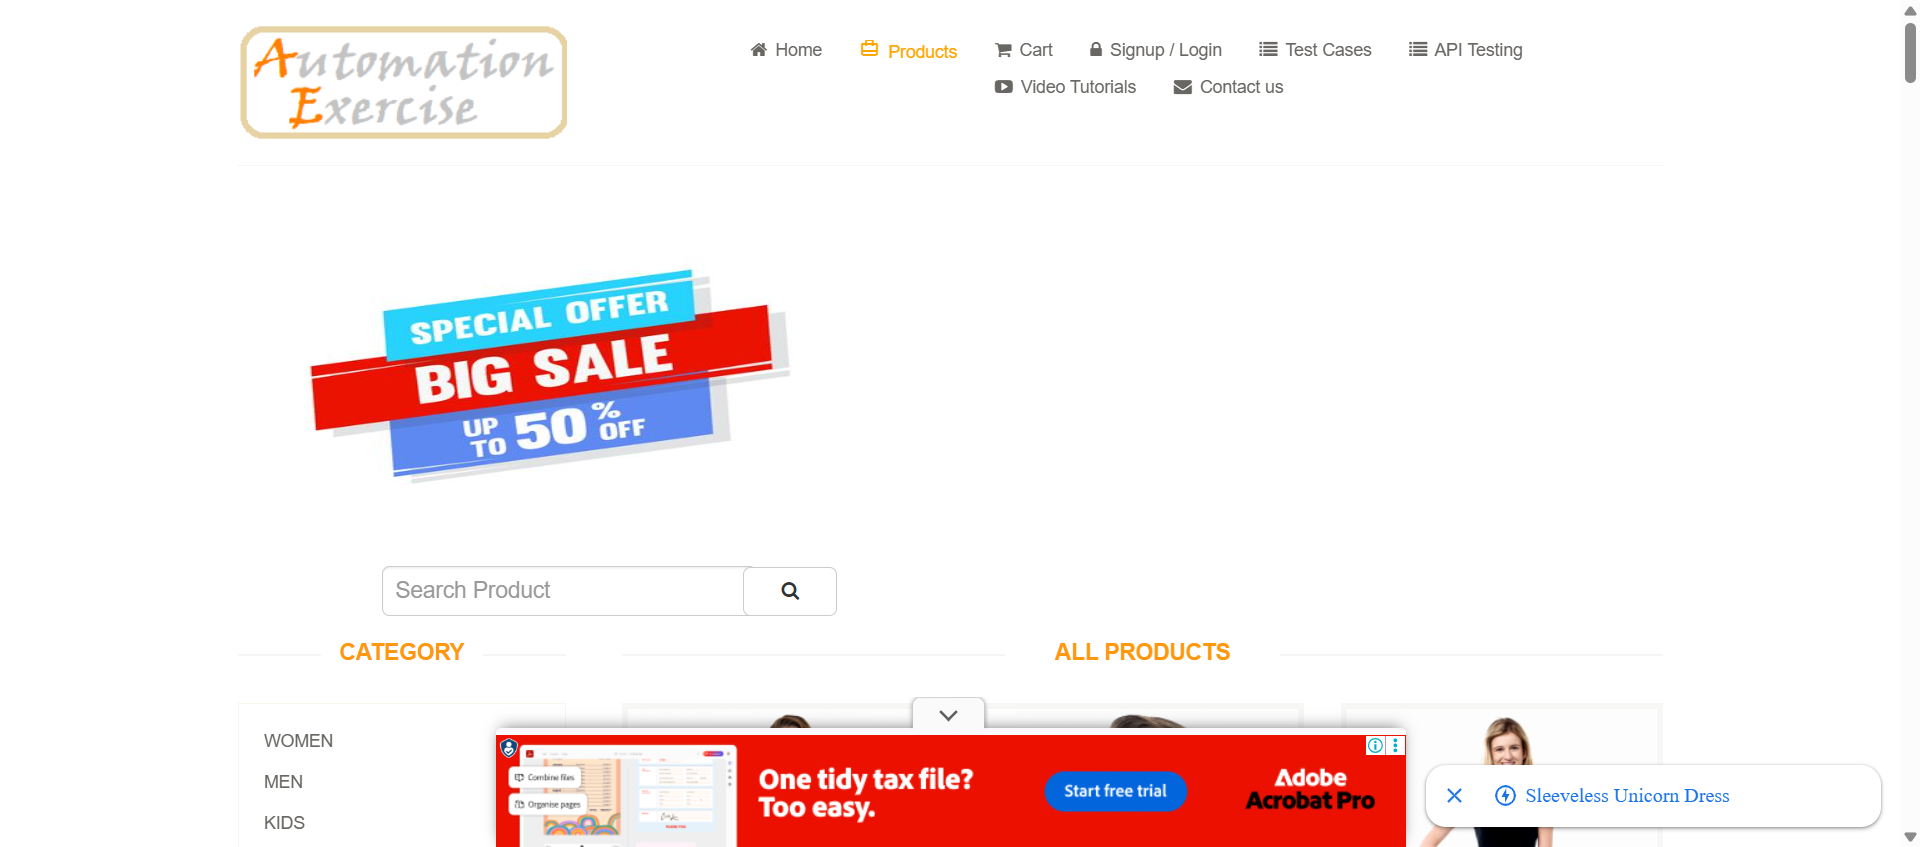 Automation
Exercise
Home
Products
Cart
Signup / Login
Test Cases
API Testing
Video Tutorials
Contact us
SPECIAL OFFER
BIG SALE
UP TO 50% OFF
Search Product
CATEGORY
ALL PRODUCTS
WOMEN
MEN
KIDS
Combine files
Organise pages
One tidy tax file?
Too easy.
Start free trial
Adobe
Acrobat Pro
Sleeveless Unicorn Dress